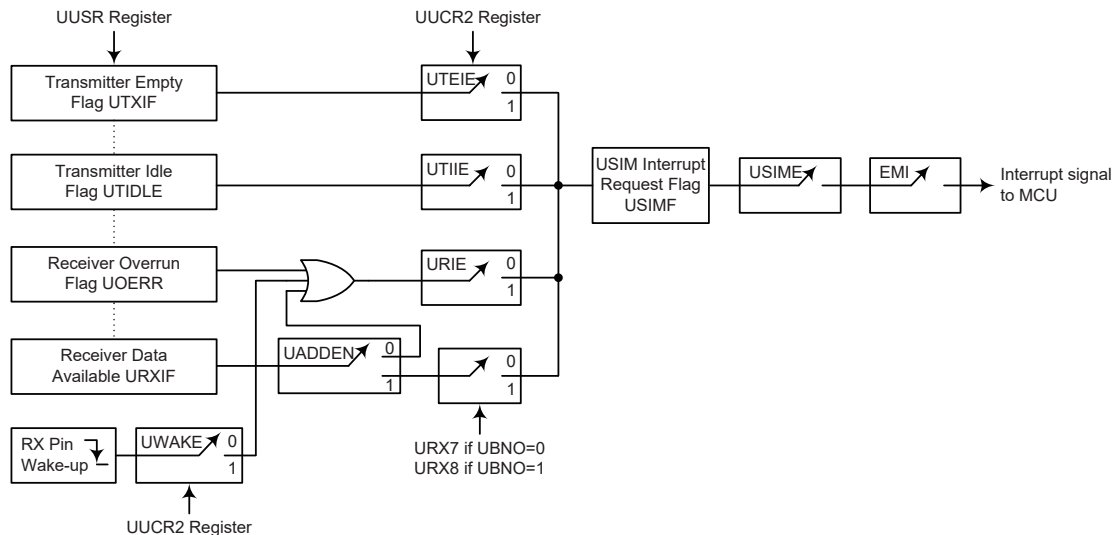 UUSR Register
UUCR2 Register
Transmitter Empty
Flag UTXIF
UTEIE
0
1
Transmitter Idle
Flag UTIDLE
UTIIE
0
1
USIM Interrupt
Request Flag
USIMF
USIME
EMI
Interrupt signal
to MCU
Receiver Overrun
Flag UOERR
URIE
0
1
Receiver Data
Available URXIF
UADDEN
0
1
0
1
RX Pin
Wake-up
UWAKE
0
1
URX7 if UBNO=0
URX8 if UBNO=1
UUCR2 Register